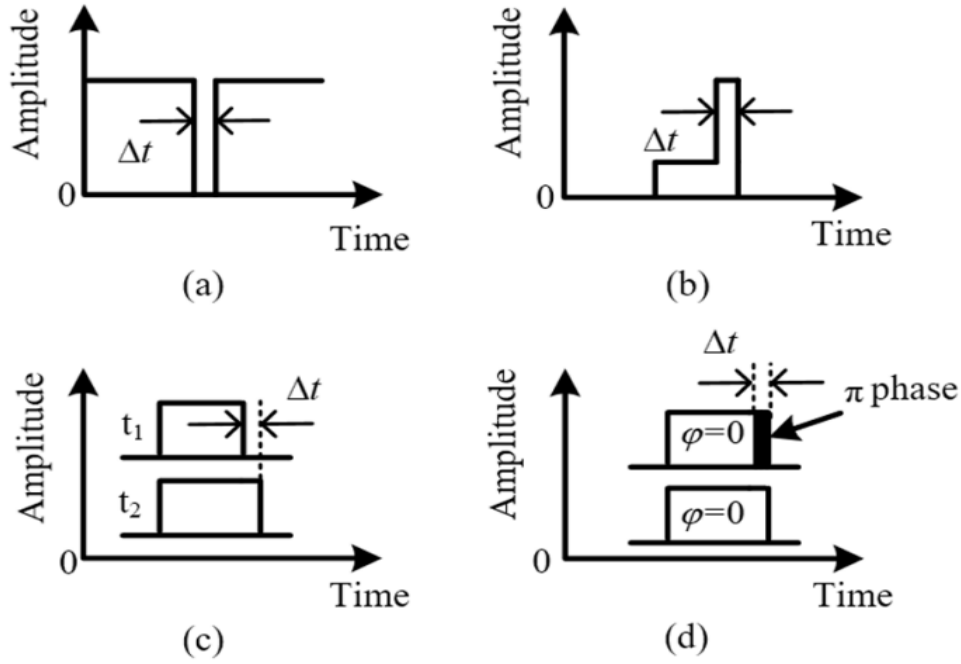 Amplitude
Δt
0
Time
(a)
Amplitude
Δt
0
Time
(b)
Amplitude
t₁
Δt
t₂
0
Time
(c)
Amplitude
Δt
π phase
φ=0
φ=0
0
Time
(d)